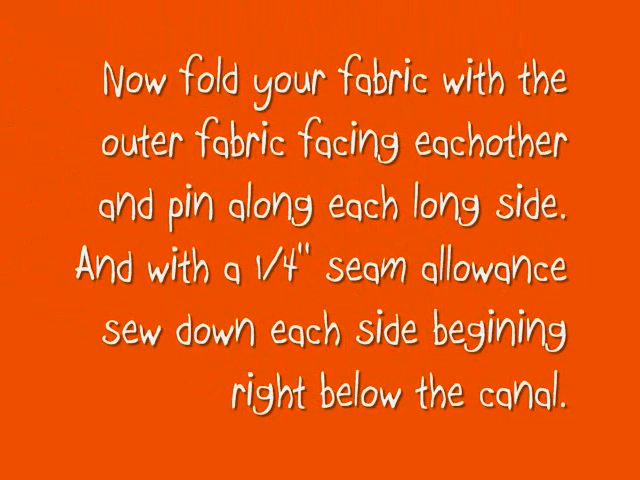 Now fold your fabric with the
outer fabric facing eachother
and pin along each long side.
And with a 1/4" seam allowance
sew down each side begining
right below the canal.